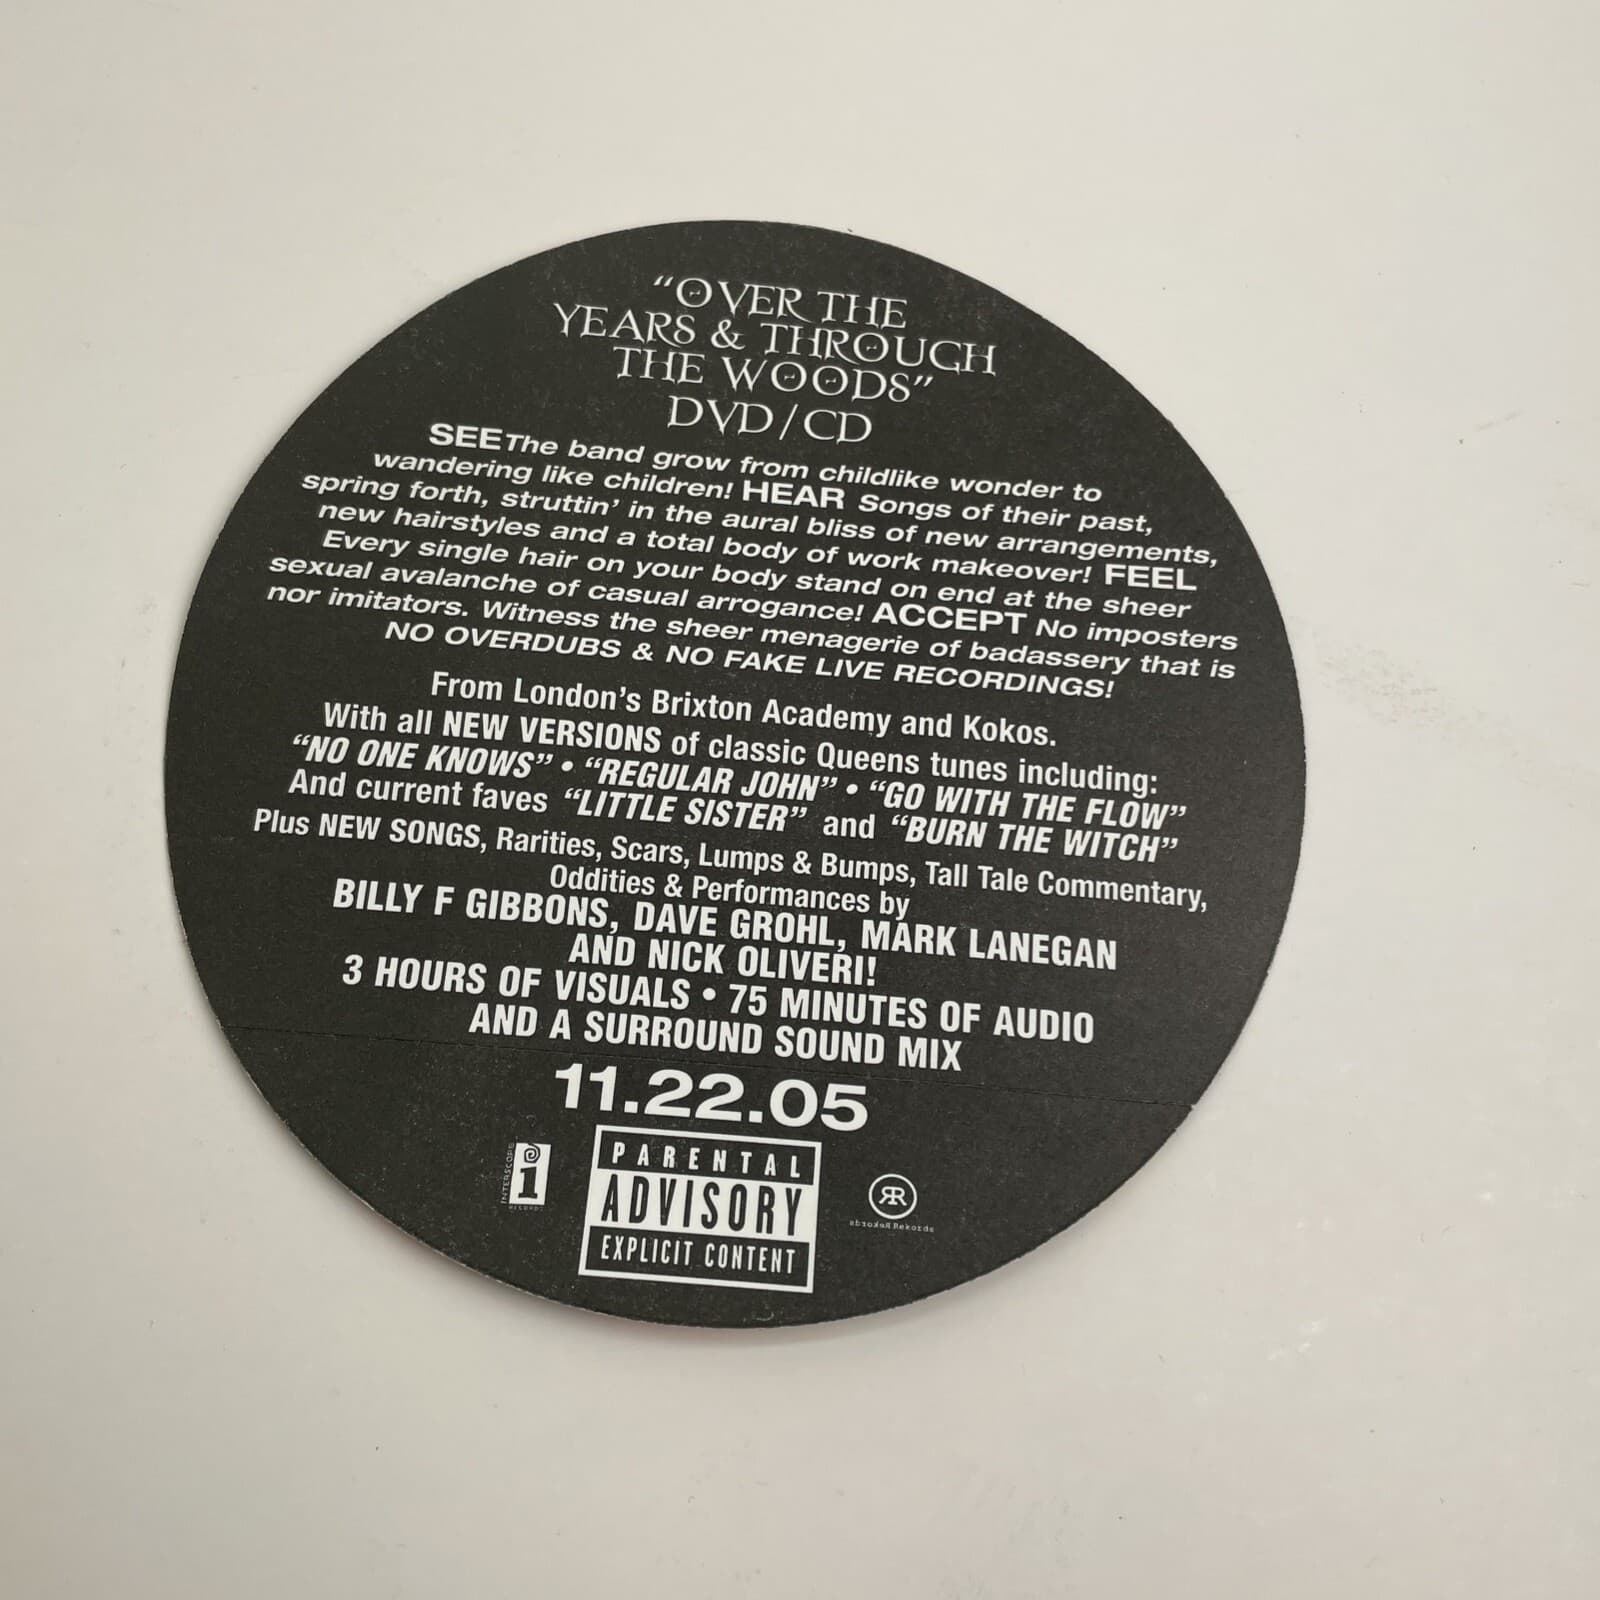 “OVER THE
YEARS & THROUGH
THE WOODS”
DVD/CD
SEE The band grow from childlike wonder to
wandering like children! HEAR Songs of their past,
spring forth, struttin’ in the aural bliss of new arrangements,
new hairstyles and a total body of work makeover! FEEL
Every single hair on your body stand on end at the sheer
sexual avalanche of casual arrogance! ACCEPT No imposters
nor imitators. Witness the sheer menagerie of badassery that is
NO OVERDUBS & NO FAKE LIVE RECORDINGS!
From London’s Brixton Academy and Kokos.
With all NEW VERSIONS of classic Queens tunes including:
“NO ONE KNOWS” • “REGULAR JOHN” • “GO WITH THE FLOW”
And current faves “LITTLE SISTER” and “BURN THE WITCH”
Plus NEW SONGS, Rarities, Scars, Lumps & Bumps, Tall Tale Commentary,
Oddities & Performances by
BILLY F GIBBONS, DAVE GROHL, MARK LANEGAN
AND NICK OLIVERI!
3 HOURS OF VISUALS • 75 MINUTES OF AUDIO
AND A SURROUND SOUND MIX
11.22.05
INTERSCOPE
i
RECORDS
PARENTAL
ADVISORY
EXPLICIT CONTENT
RR
Rekords Rekords